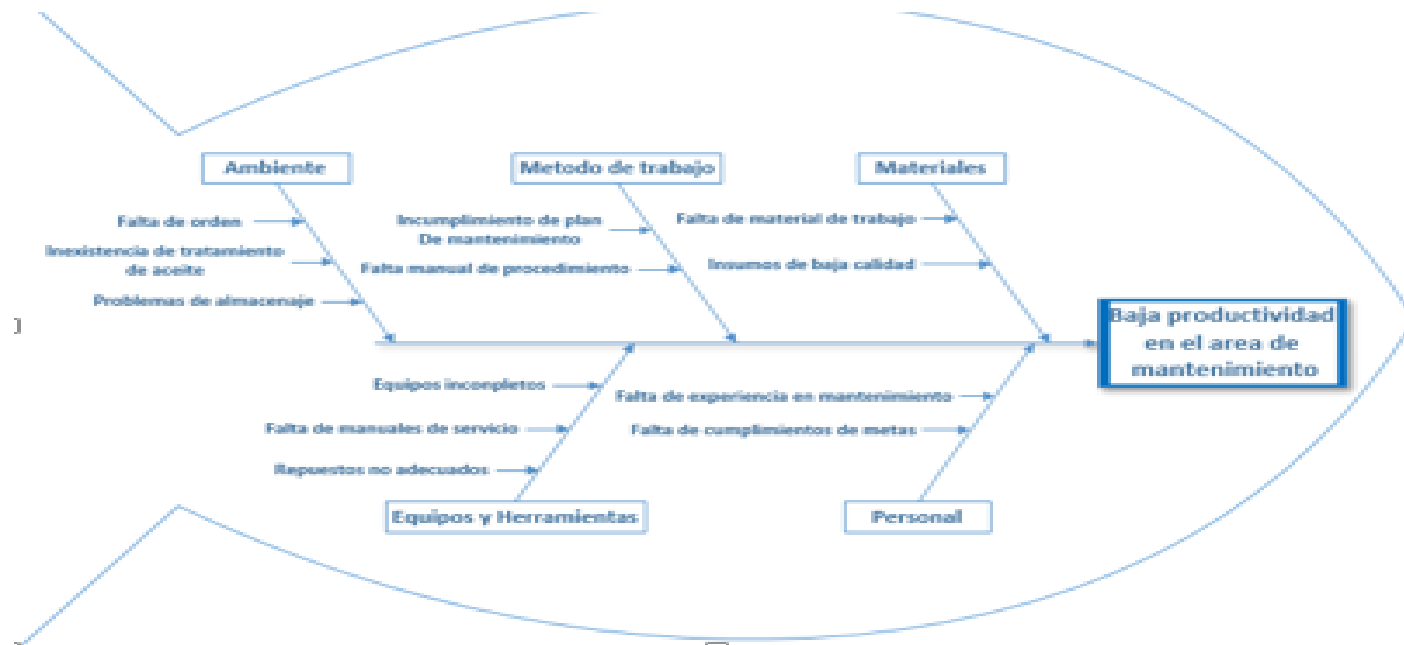 Ambiente
Metodo de trabajo
Materiales
Falta de orden
Inexistencia de tratamiento
de aceite
Problemas de almacenaje
Incumplimiento de plan
De mantenimiento
Falta manual de procedimiento
Falta de material de trabajo
Insumos de baja calidad
Baja productividad
en el area de
mantenimiento
Equipos inconpletos
Falta de manuales de servicio
Repuestos no adecuados
Falta de experiencia en mantenimiento
Falta de cumplimientos de metas
Equipos y Herramientas
Personal